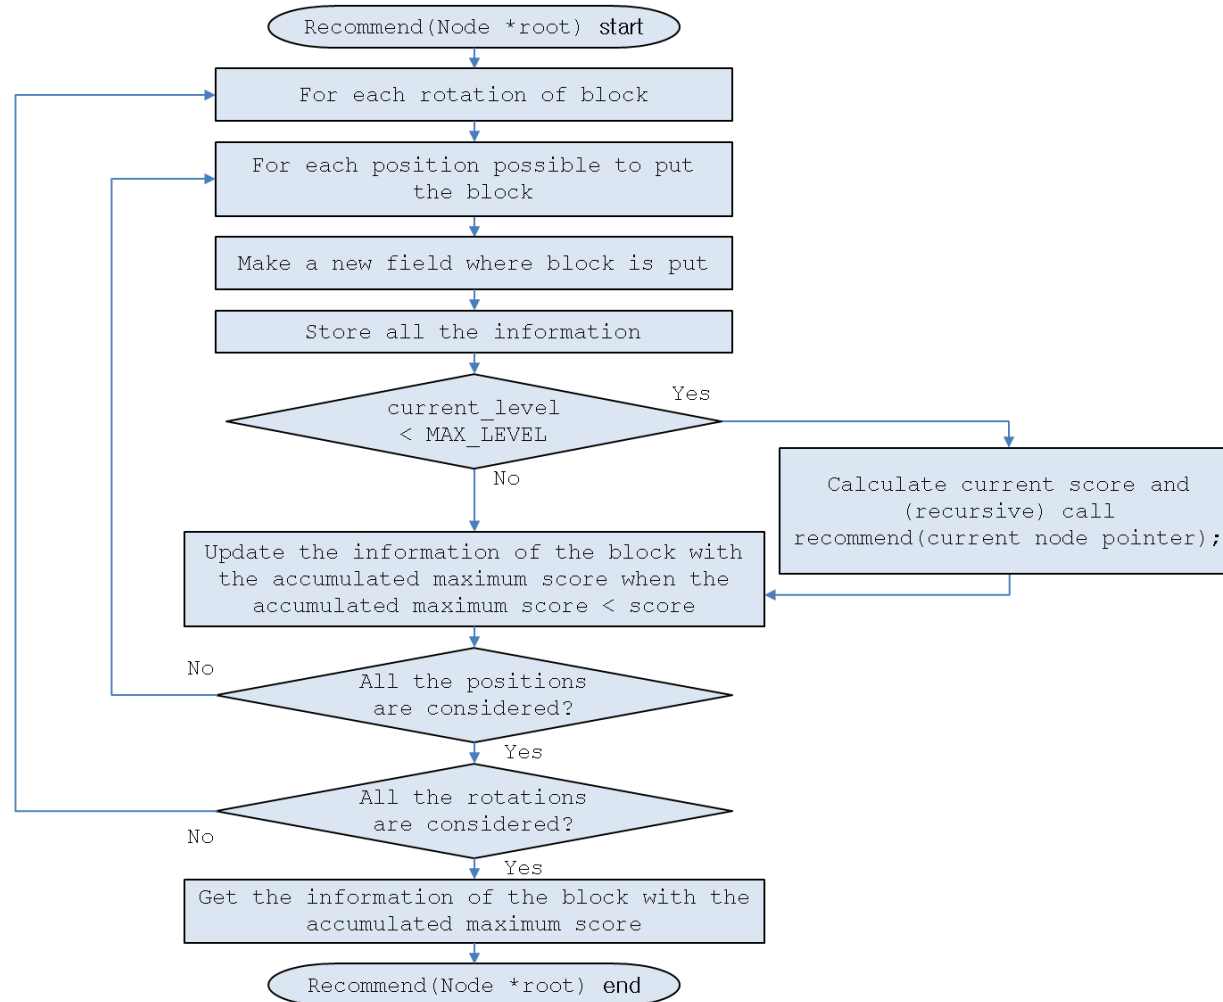 Recommend(Node *root) start
For each rotation of block
For each position possible to put
the block
Make a new field where block is put
Store all the information
Yes
current_level
< MAX_LEVEL
No
Calculate current score and
(recursive) call
recommend(current node pointer);
Update the information of the block with
the accumulated maximum score when the
accumulated maximum score < score
No
All the positions
are considered?
Yes
All the rotations
are considered?
No
Yes
Get the information of the block with the
accumulated maximum score
Recommend(Node *root) end